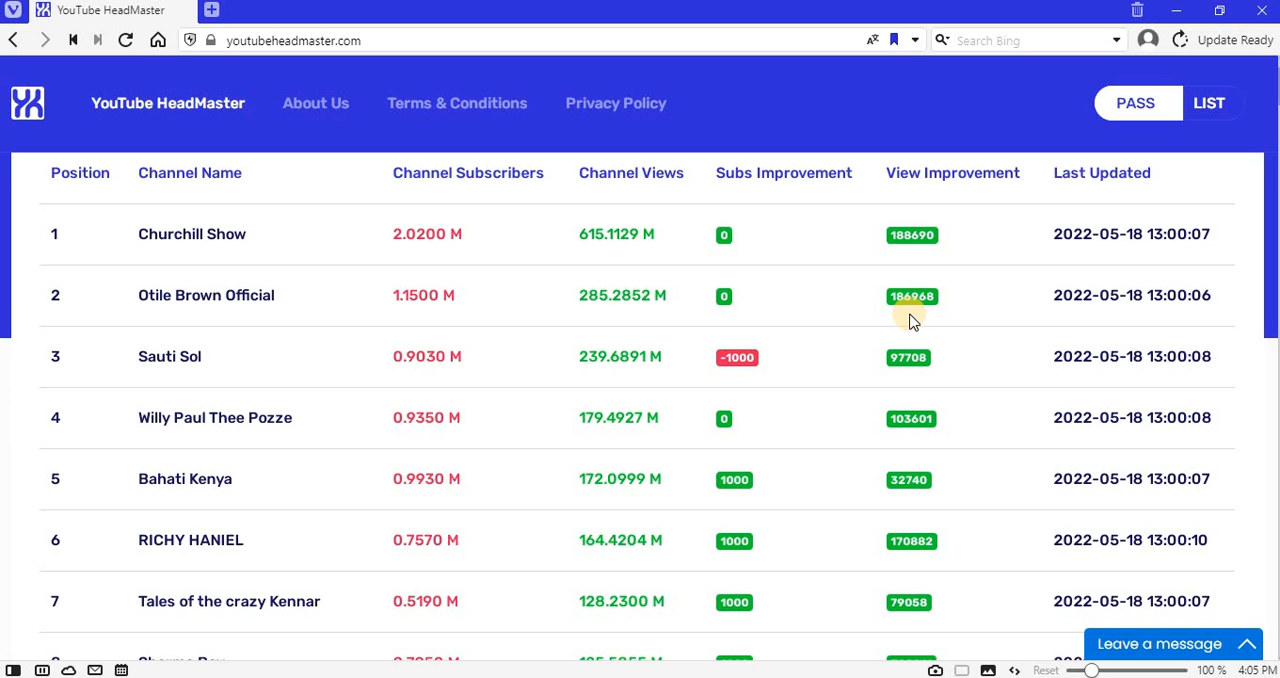 YouTube HeadMaster
youtubeheadmaster.com Search Bing Update Ready
YouTube HeadMaster About Us Terms & Conditions Privacy Policy PASS LIST
Position Channel Name Channel Subscribers Channel Views Subs Improvement View Improvement Last Updated
1 Churchill Show 2.0200 M 615.1129 M 0 188690 2022-05-18 13:00:07
2 Otile Brown Official 1.1500 M 285.2852 M 0 186968 2022-05-18 13:00:06
3 Sauti Sol 0.9030 M 239.6891 M -1000 97708 2022-05-18 13:00:08
4 Willy Paul Thee Pozze 0.9350 M 179.4927 M 0 103601 2022-05-18 13:00:08
5 Bahati Kenya 0.9930 M 172.0999 M 1000 32740 2022-05-18 13:00:07
6 RICHY HANIEL 0.7570 M 164.4204 M 1000 170882 2022-05-18 13:00:10
7 Tales of the crazy Kennar 0.5190 M 128.2300 M 1000 79058 2022-05-18 13:00:07
Leave a message
Reset 100 % 4:05 PM